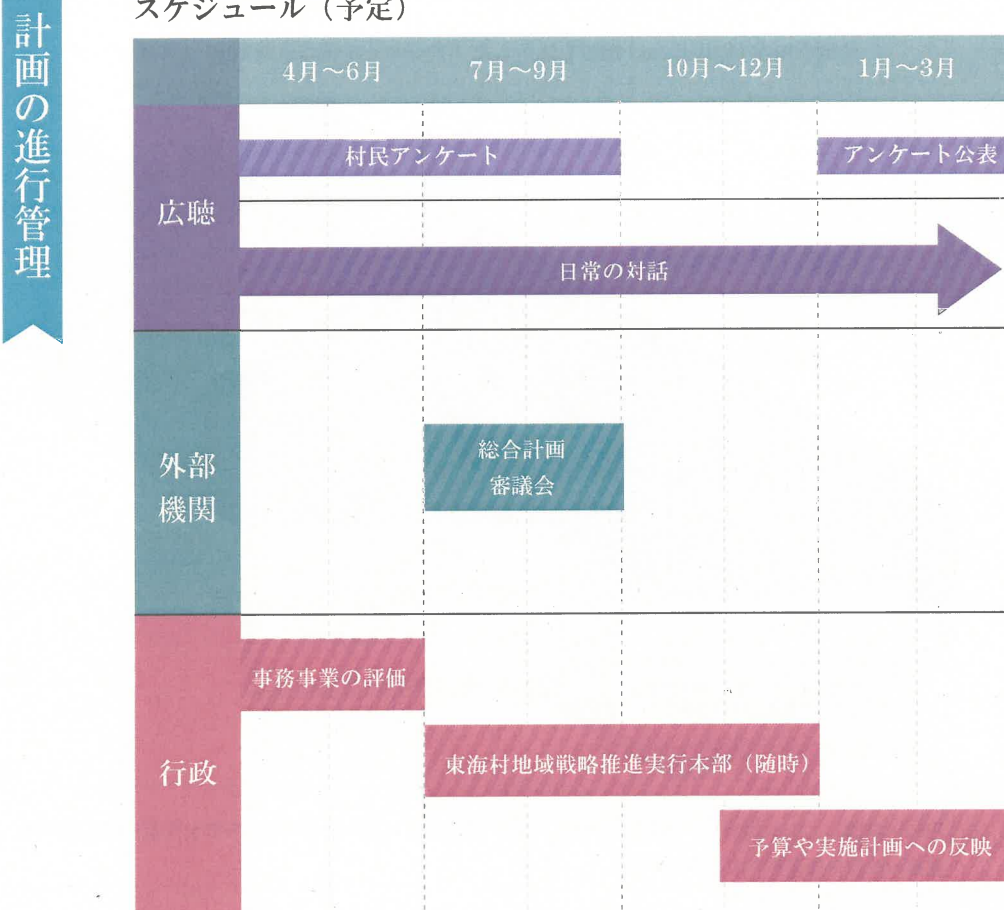 スケジュール（予定）
計画の進行管理
4月～6月
7月～9月
10月～12月
1月～3月
広聴
村民アンケート
アンケート公表
日常の対話
外部
機関
総合計画
審議会
行政
事務事業の評価
東海村地域戦略推進実行本部（随時）
予算や実施計画への反映